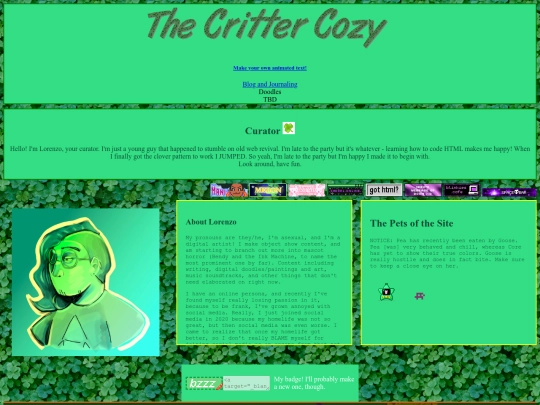 The Critter Cozy
Make your own animated text!
Blog and Journaling
Doodles
TBD
Curator
Hello! I'm Lorenzo, your curator. I'm just a young guy that happened to stumble on old web revival. I'm late to the party but it's whatever - learning how to code HTML makes me happy! When
I finally got the clever pattern to work I JUMPED. So yeah, I'm late to the party but I'm happy I made it to begin with.
Look around, have fun.
got html?
About Lorenzo
My pronouns are they/he, I'm
digital artist! I make object show content, and
am starting to branch out more into mascot
horror (Bendy and the Ink Machine, to name the
most prominent one by far). Content including
writing, digital doodles/paintings and art,
music soundtracks, and other things that don't
need elaborated on right now.
I have an online persona, and recently I've
found myself really losing passion in it,
because to be frank, I've grown annoyed with
social media. Really, I just joined social
media in 2020 because my homelife was not so
great, but then social media was even worse. I
came to realize that once my homelife got
better, so I don't really BLAME myself for
The Pets of the Site
NOTICE: Pea has recently been eaten by Goose.
Pea (was) very behaved and chill, whereas Goose
has yet to show their true colors. Goose is
really hostile and does in fact bite. Make sure
to keep a close eye on her.
bzzz
<a
target="_blan
My badge! I'll probably make
a new one, though.